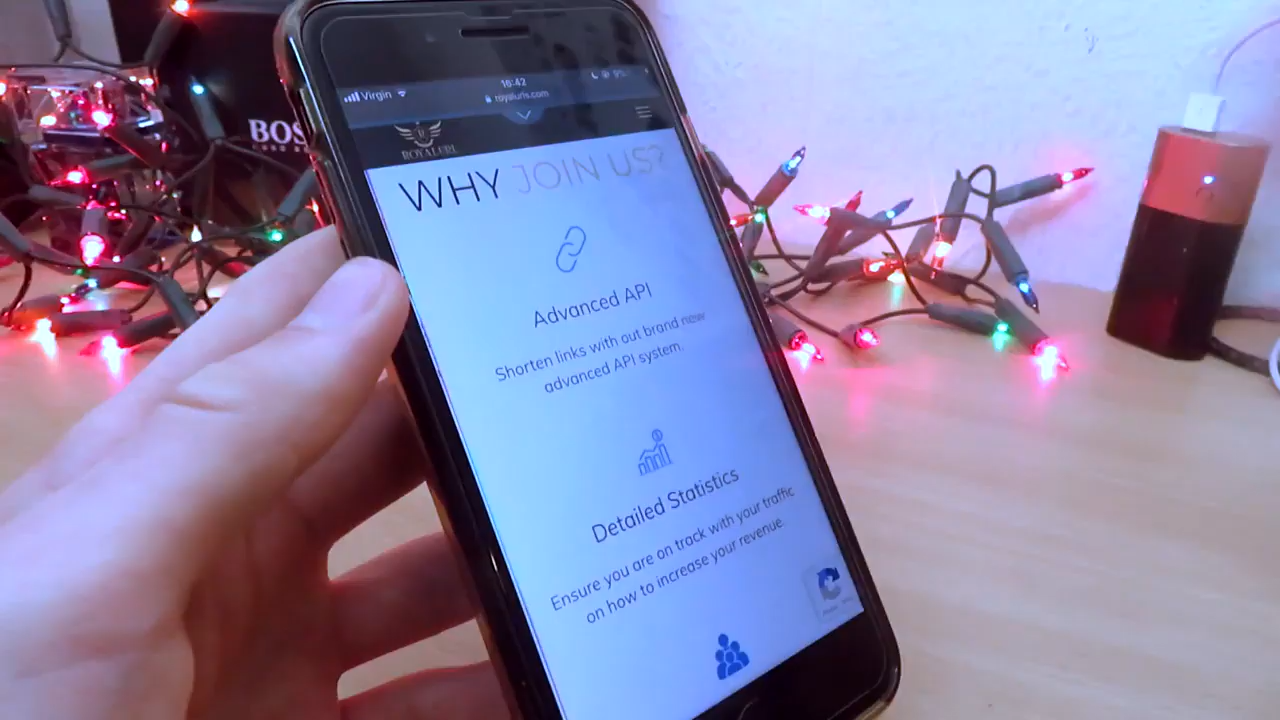 16:42
Virgin
royalurls.com
BOSS
ROYALURL
WHY JOIN US?
Advanced API
Shorten links with out brand new
advanced API system.
Detailed Statistics
Ensure you are on track with your traffic
on how to increase your revenue.